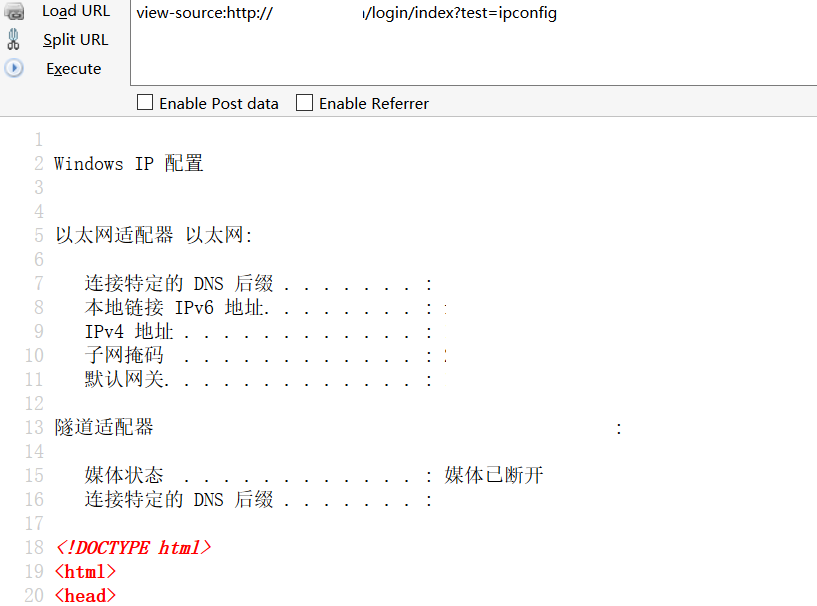 Load URL
view-source:http:// /login/index?test=ipconfig
Split URL
Execute
Enable Post data Enable Referrer
1
2 Windows IP 配置
3
4
5 以太网适配器 以太网:
6
7 连接特定的 DNS 后缀 . . . . . . . :
8 本地链接 IPv6 地址. . . . . . . . :
9 IPv4 地址 . . . . . . . . . . . . :
10 子网掩码 . . . . . . . . . . . . :
11 默认网关. . . . . . . . . . . . . :
12
13 隧道适配器 :
14
15 媒体状态 . . . . . . . . . . . . : 媒体已断开
16 连接特定的 DNS 后缀 . . . . . . . :
17
18 <!DOCTYPE html>
19 <html>
20 <head>